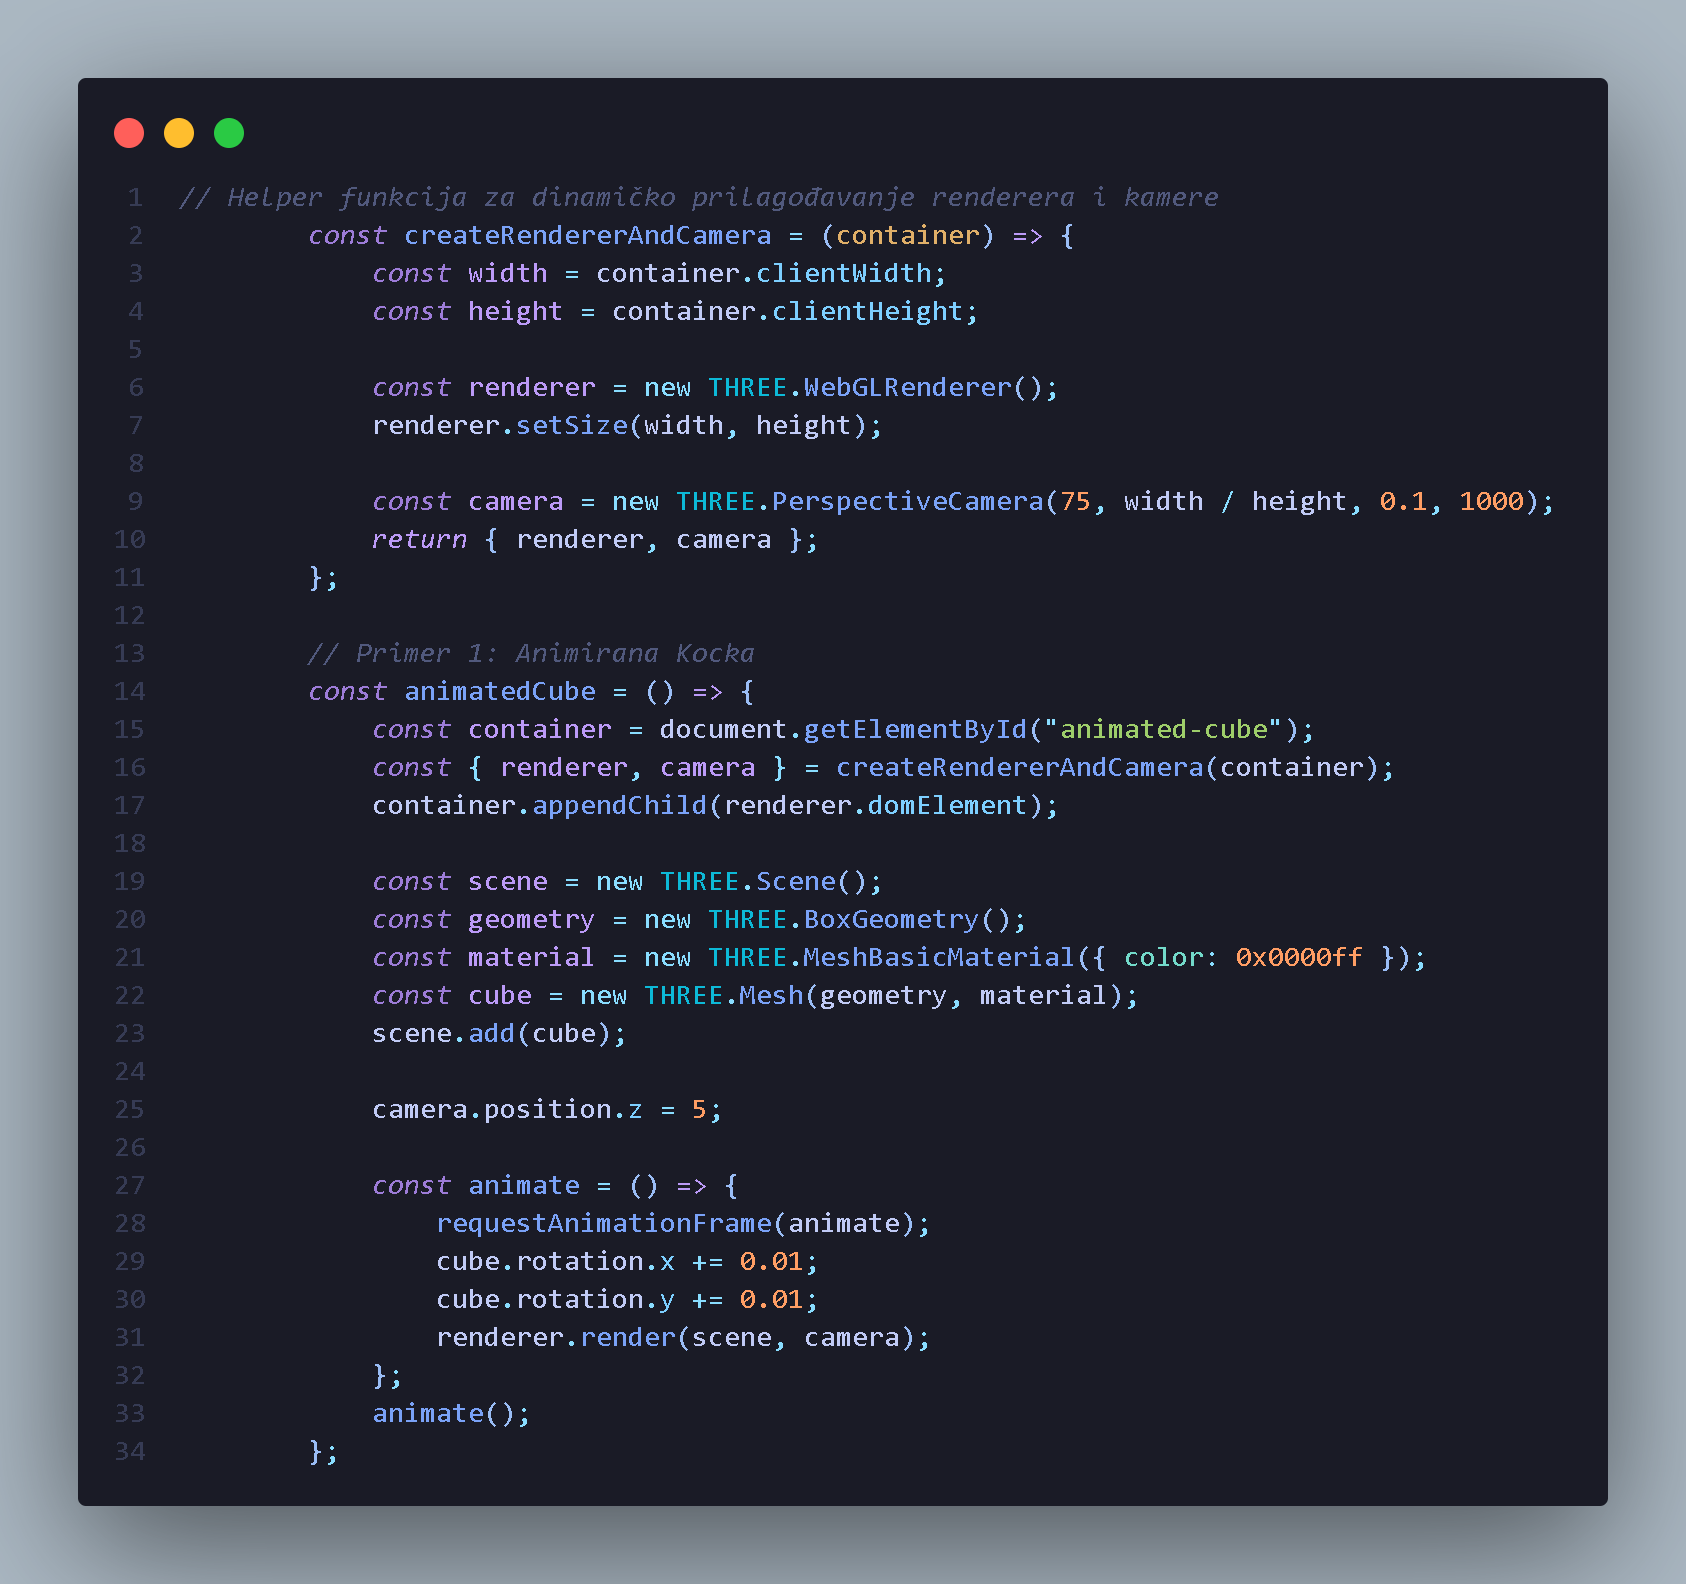 1 // Helper funkcija za dinamičko prilagođavanje renderera i kamere
2 const createRendererAndCamera = (container) => {
3 const width = container.clientWidth;
4 const height = container.clientHeight;
5
6 const renderer = new THREE.WebGLRenderer();
7 renderer.setSize(width, height);
8
9 const camera = new THREE.PerspectiveCamera(75, width / height, 0.1, 1000);
10 return { renderer, camera };
11 };
12
13 // Primer 1: Animirana Kocka
14 const animatedCube = () => {
15 const container = document.getElementById("animated-cube");
16 const { renderer, camera } = createRendererAndCamera(container);
17 container.appendChild(renderer.domElement);
18
19 const scene = new THREE.Scene();
20 const geometry = new THREE.BoxGeometry();
21 const material = new THREE.MeshBasicMaterial({ color: 0x0000ff });
22 const cube = new THREE.Mesh(geometry, material);
23 scene.add(cube);
24
25 camera.position.z = 5;
26
27 const animate = () => {
28 requestAnimationFrame(animate);
29 cube.rotation.x += 0.01;
30 cube.rotation.y += 0.01;
31 renderer.render(scene, camera);
32 };
33 animate();
34 };